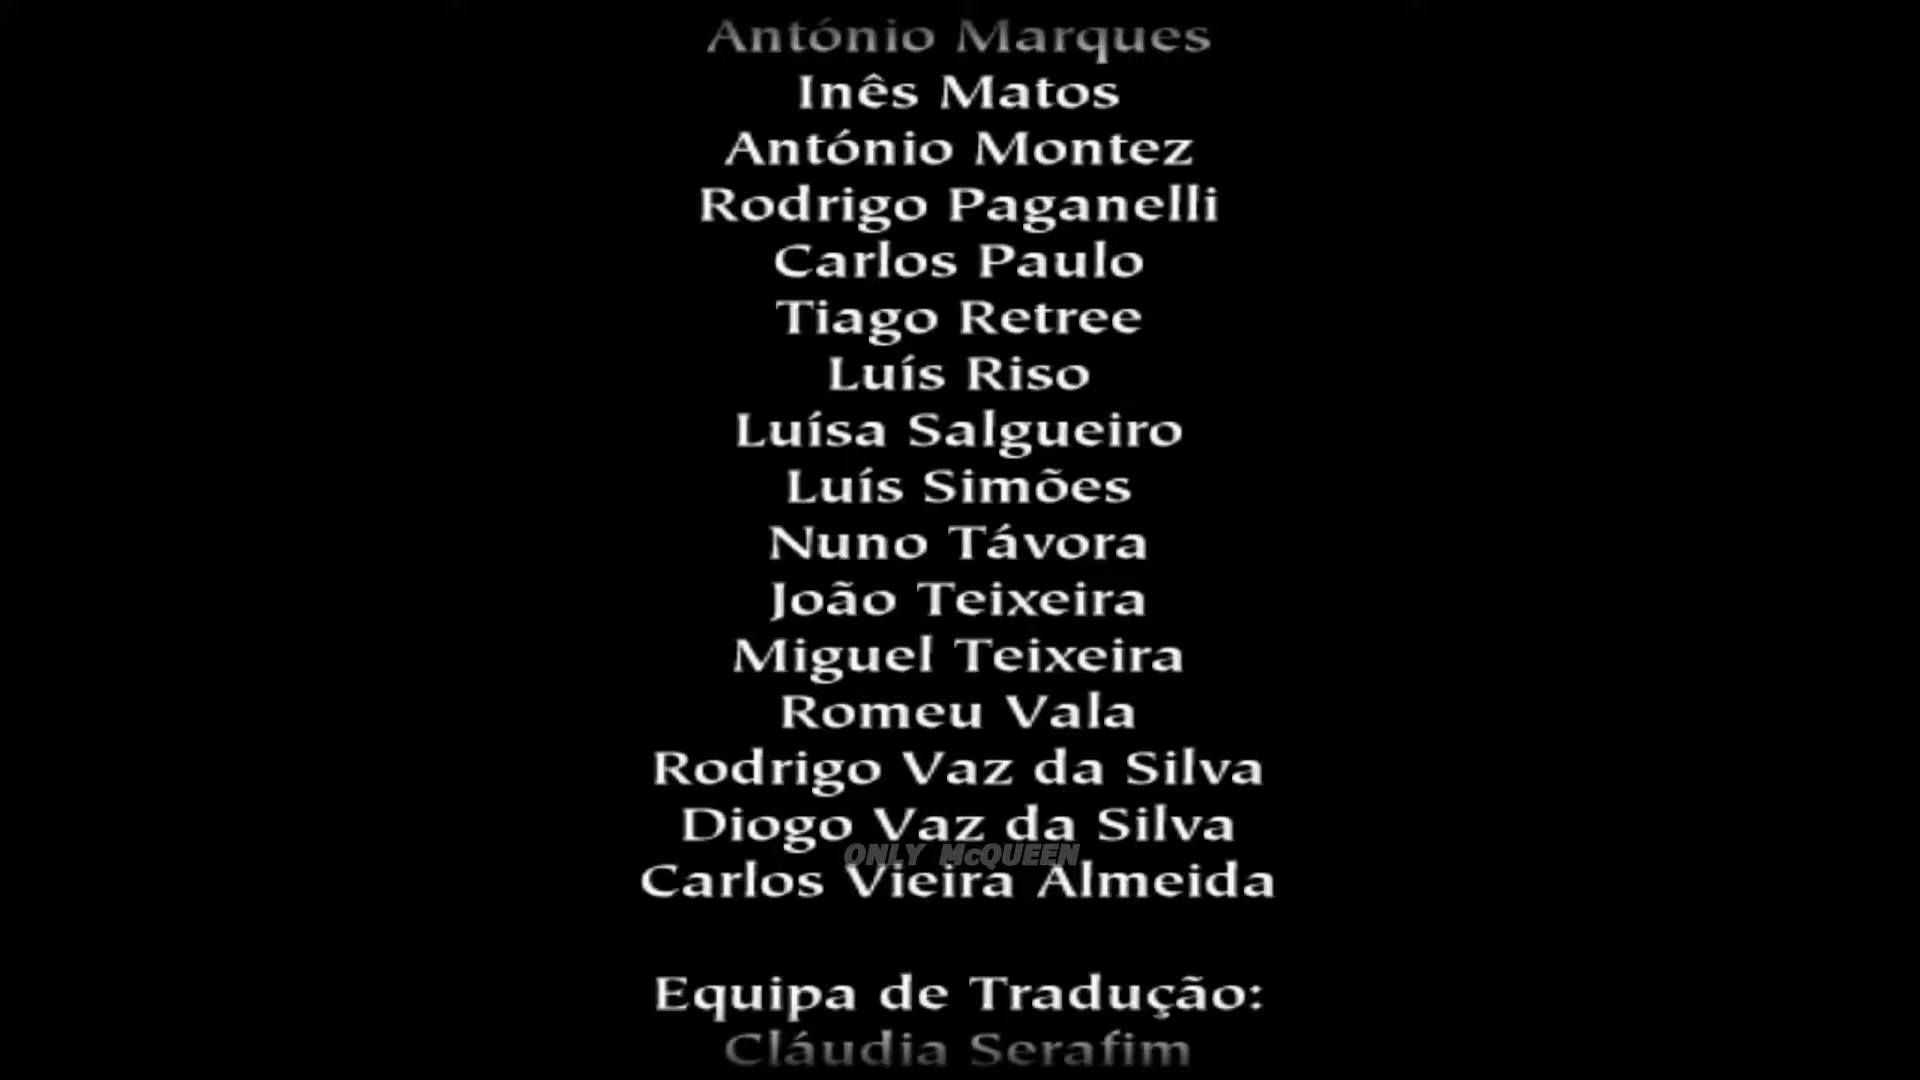 António Marques
Inês Matos
António Montez
Rodrigo Paganelli
Carlos Paulo
Tiago Retree
Luís Riso
Luísa Salgueiro
Luís Simões
Nuno Távora
João Teixeira
Miguel Teixeira
Romeu Vala
Rodrigo Vaz da Silva
Diogo Vaz da Silva
ONLY McQUEEN
Carlos Vieira Almeida
Equipa de Tradução:
Cláudia Serafim